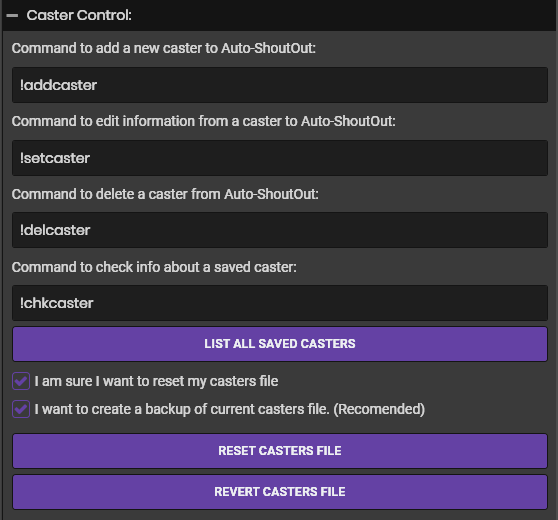 Caster Control:
Command to add a new caster to Auto-ShoutOut:
!addcaster
Command to edit information from a caster to Auto-ShoutOut:
!setcaster
Command to delete a caster from Auto-ShoutOut:
!delcaster
Command to check info about a saved caster:
!chkcaster
LIST ALL SAVED CASTERS
I am sure I want to reset my casters file
I want to create a backup of current casters file. (Recomended)
RESET CASTERS FILE
REVERT CASTERS FILE